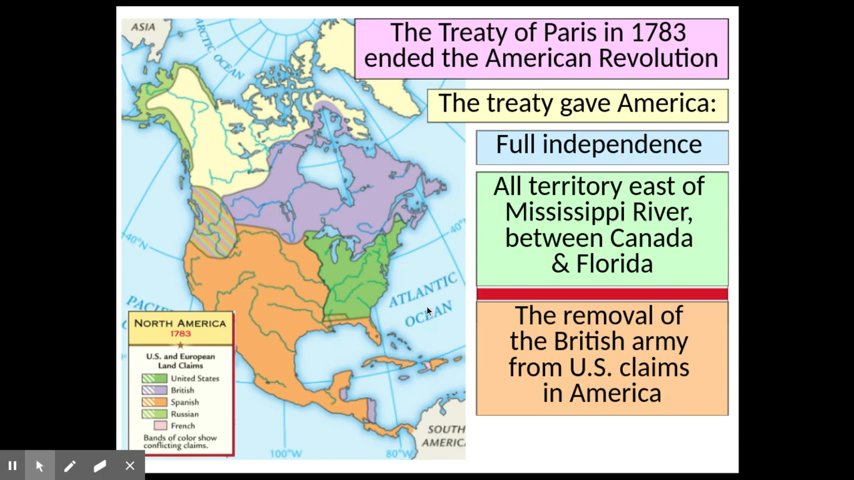 The Treaty of Paris in 1783
ended the American Revolution
The treaty gave America:
Full independence
All territory east of
Mississippi River,
between Canada
& Florida
The removal of
the British army
from U.S. claims
in America
ASIA
ARCTIC OCEAN
40°N
40°
ATLANTIC
OCEAN
PACIFIC
NORTH AMERICA
1783
U.S. and European
Land Claims
United States
British
Spanish
Russian
French
Bands of color show
conflicting claims.
100°W
80°W
SOUTH
AMERIC